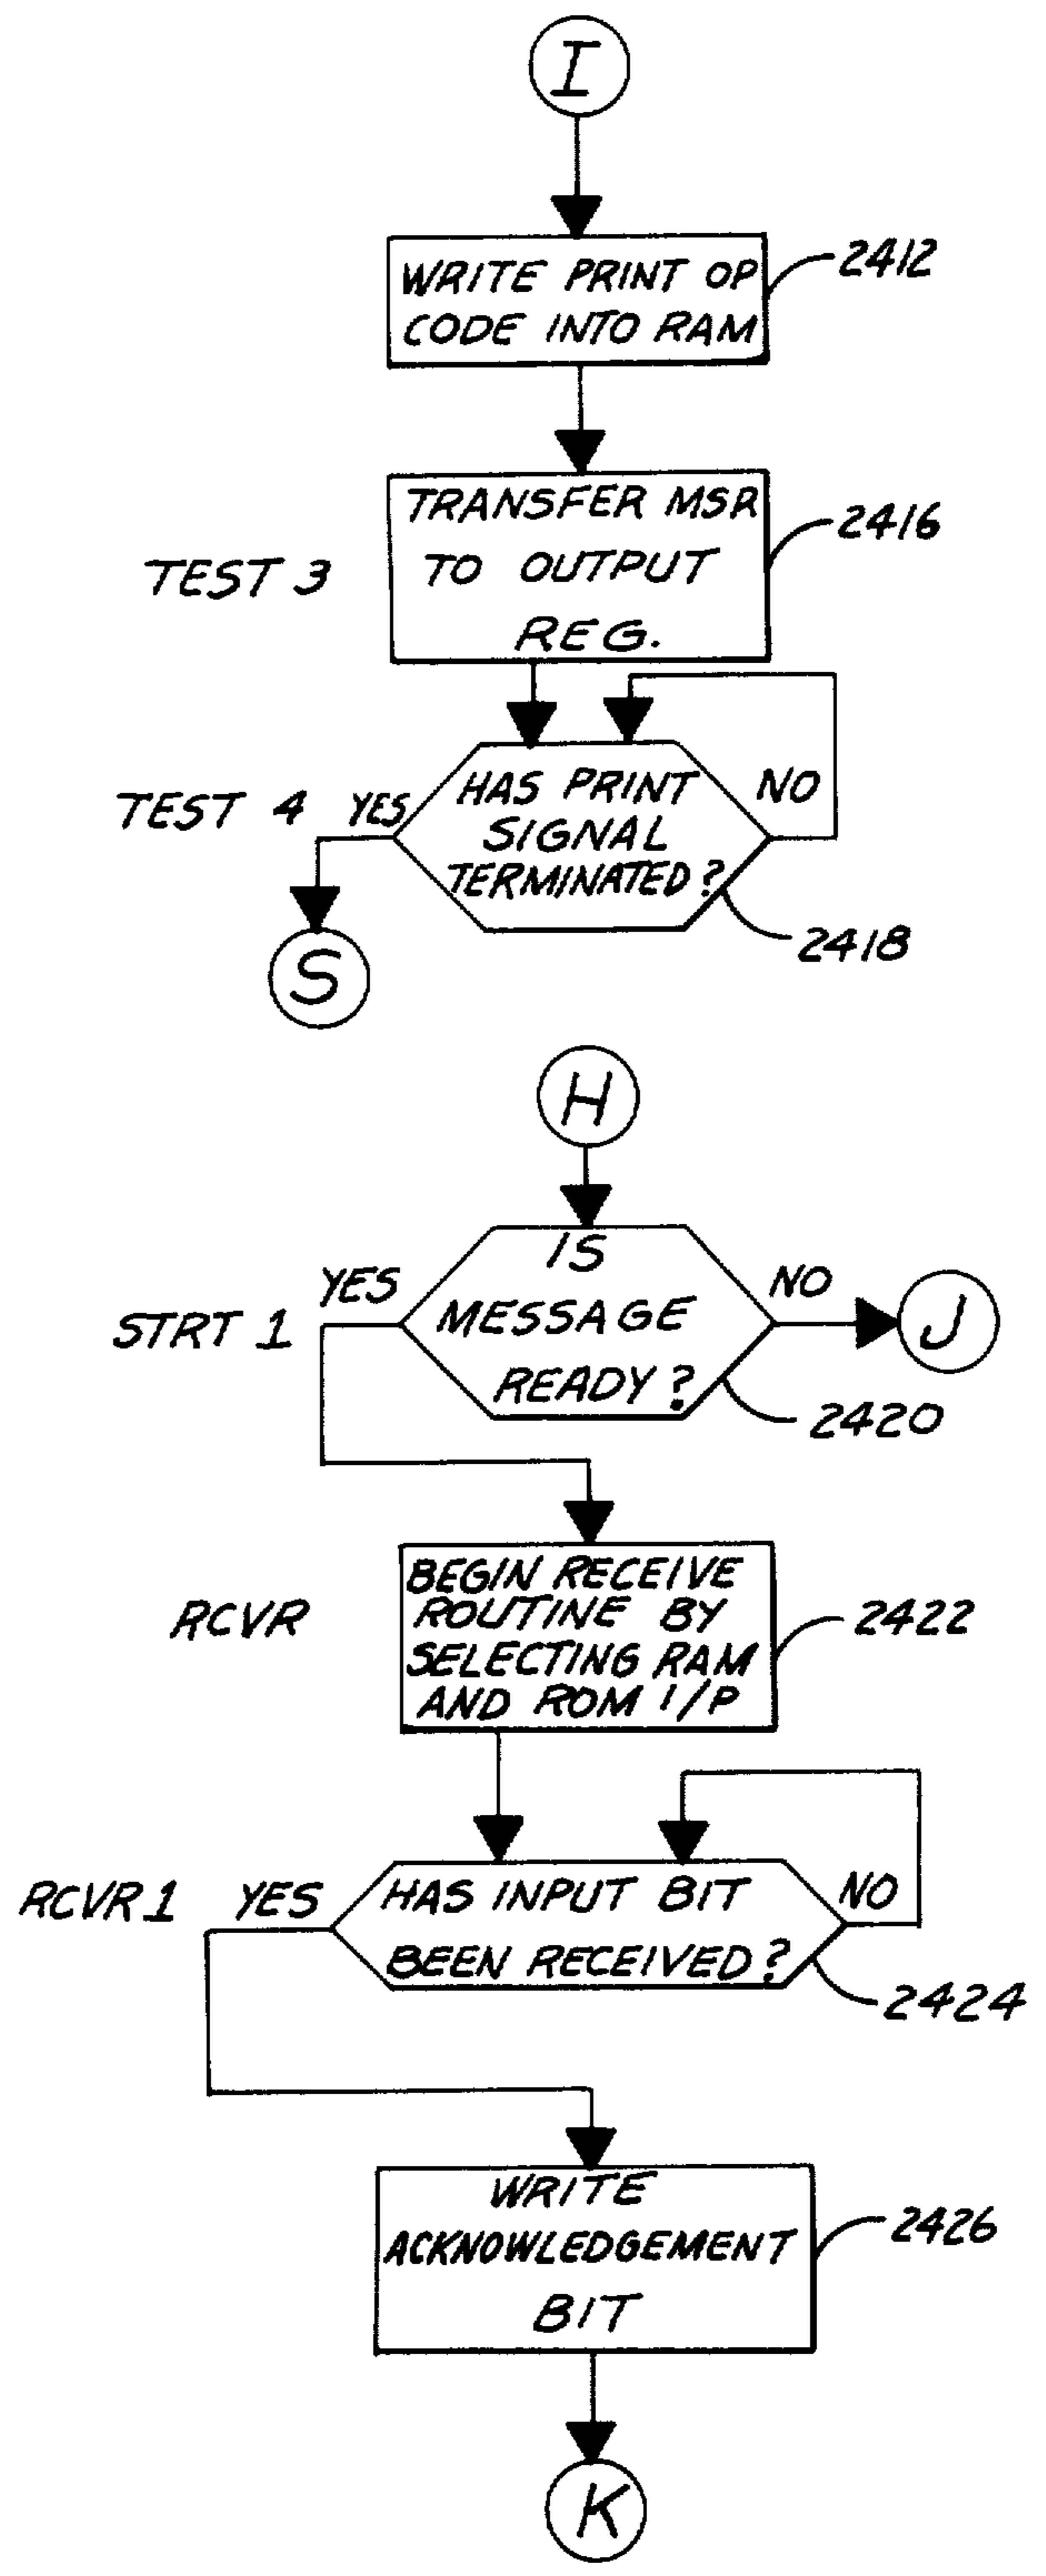 I
WRITE PRINT OP
CODE INTO RAM
2412
TEST 3
TRANSFER MSR
TO OUTPUT
REG.
2416
TEST 4
YES
HAS PRINT
SIGNAL
TERMINATED?
NO
2418
S
H
STRT 1
YES
IS
MESSAGE
READY?
NO
J
2420
RCVR
BEGIN RECEIVE
ROUTINE BY
SELECTING RAM
AND ROM I/P
2422
RCVR1
YES
HAS INPUT BIT
BEEN RECEIVED?
NO
2424
WRITE
ACKNOWLEDGEMENT
BIT
2426
K